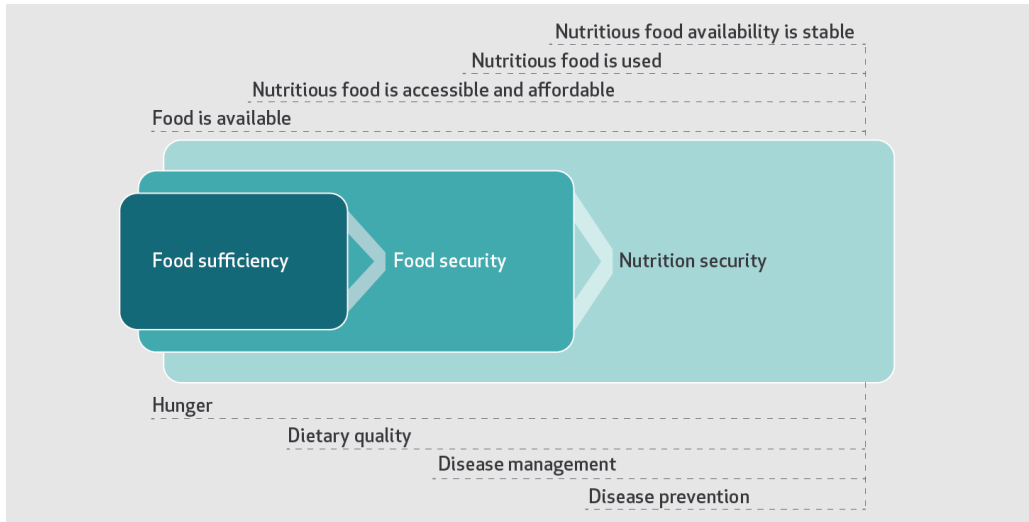 Nutritious food availability is stable
Nutritious food is used
Nutritious food is accessible and affordable
Food is available
Food sufficiency
Food security
Nutrition security
Hunger
Dietary quality
Disease management
Disease prevention